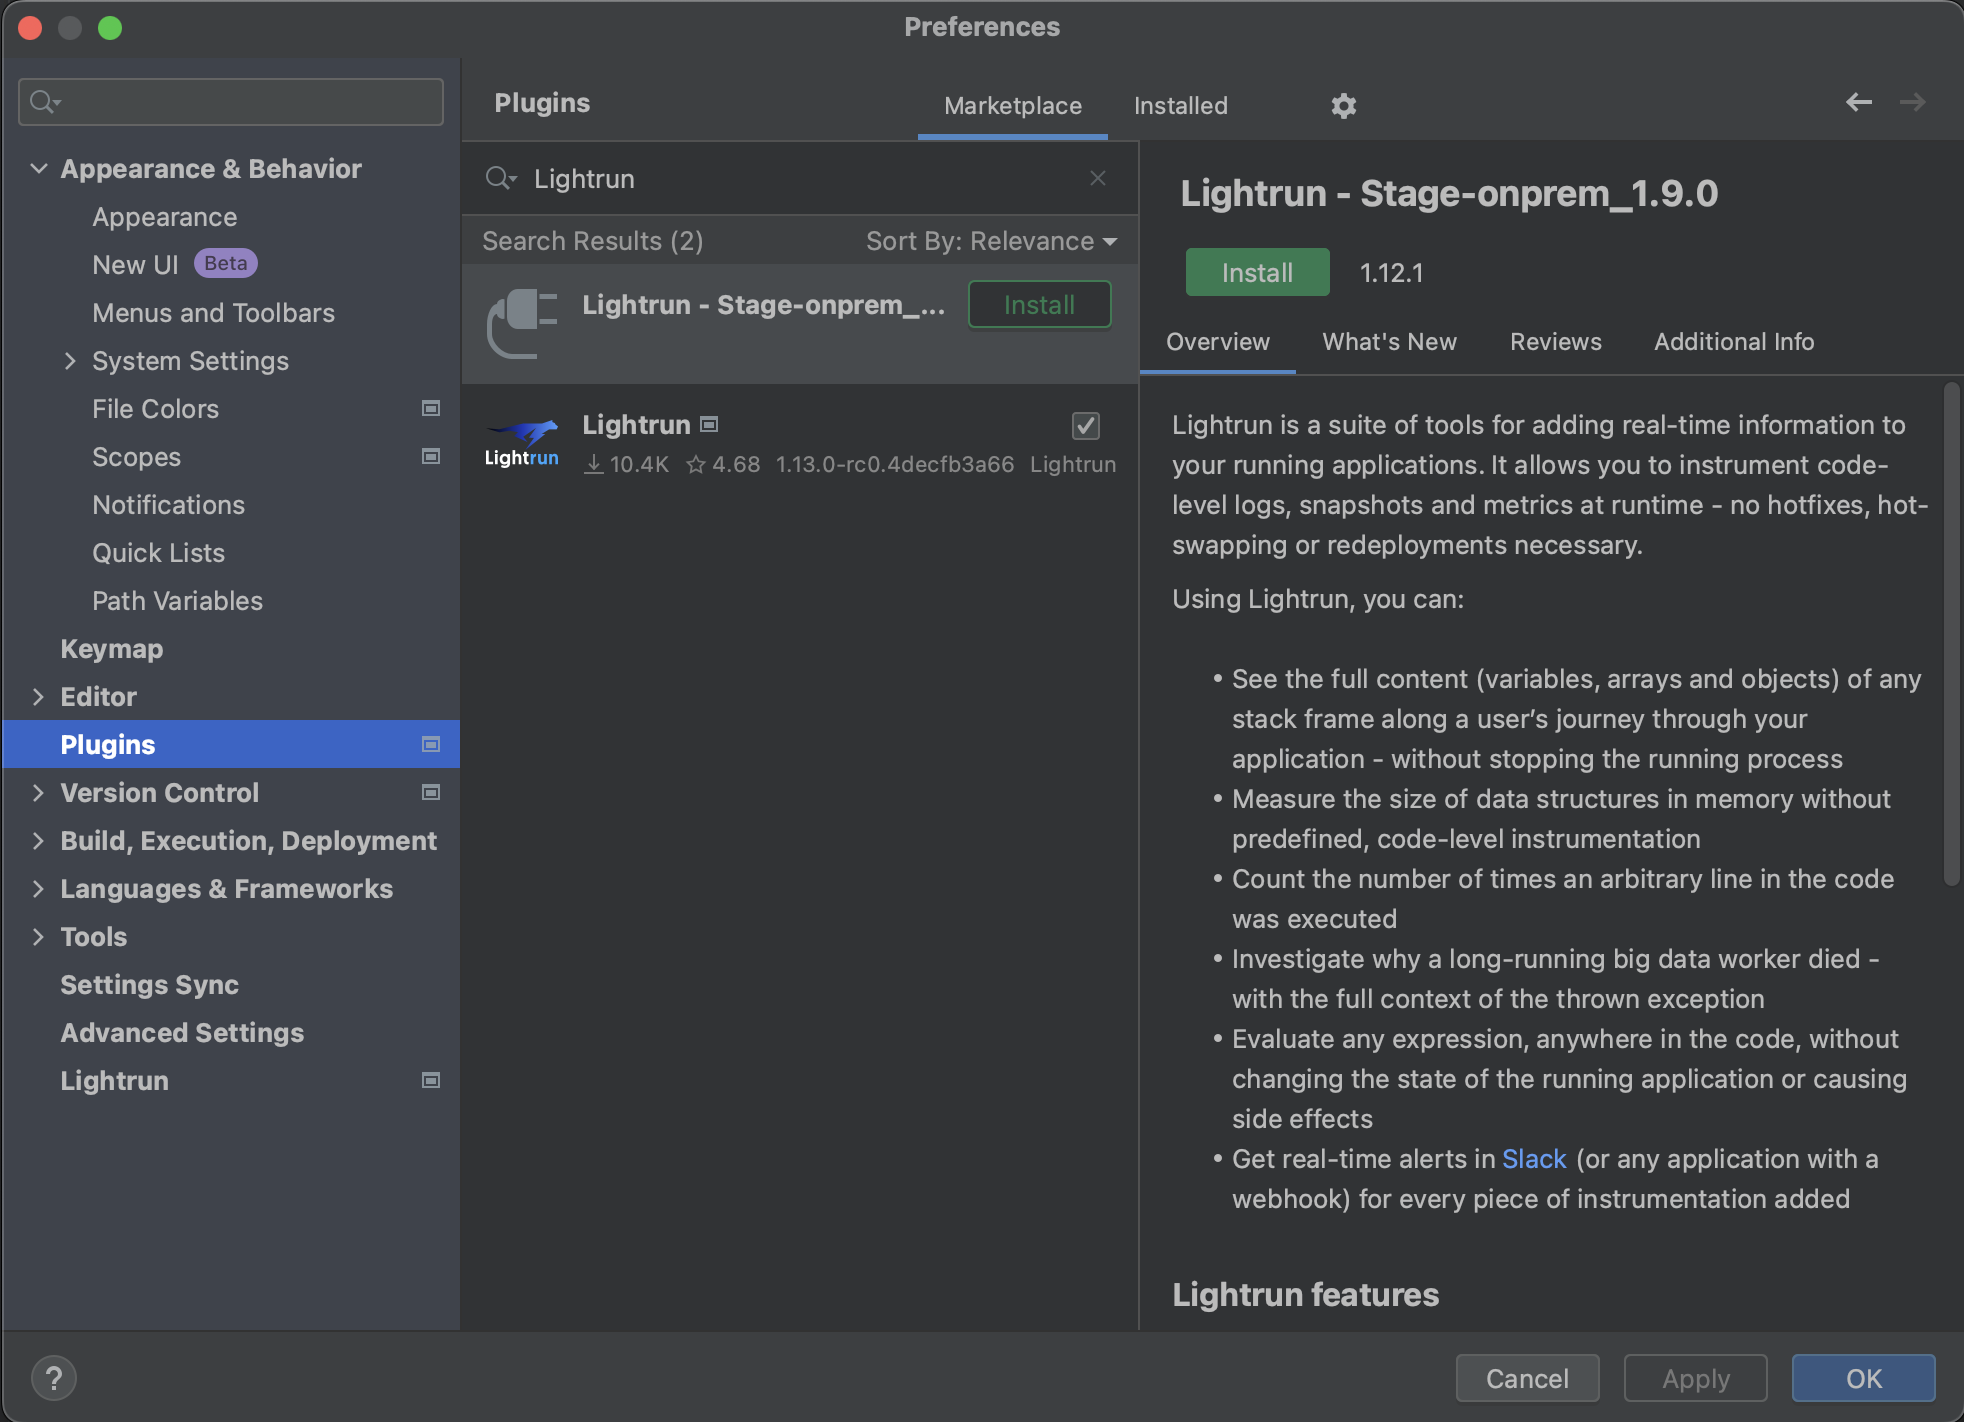 Preferences
Appearance & Behavior
Appearance
New UI Beta
Menus and Toolbars
System Settings
File Colors
Scopes
Notifications
Quick Lists
Path Variables
Keymap
Editor
Plugins
Version Control
Build, Execution, Deployment
Languages & Frameworks
Tools
Settings Sync
Advanced Settings
Lightrun
Plugins
Marketplace
Installed
Lightrun
Search Results (2)
Sort By: Relevance
Lightrun - Stage-onprem_...
Install
Lightrun
Lightrun
10.4K 4.68 1.13.0-rc0.4decfb3a66 Lightrun
Lightrun - Stage-onprem_1.9.0
Install 1.12.1
Overview What's New Reviews Additional Info
Lightrun is a suite of tools for adding real-time information to
your running applications. It allows you to instrument code-
level logs, snapshots and metrics at runtime - no hotfixes, hot-
swapping or redeployments necessary.
Using Lightrun, you can:
• See the full content (variables, arrays and objects) of any
stack frame along a user’s journey through your
application - without stopping the running process
• Measure the size of data structures in memory without
predefined, code-level instrumentation
• Count the number of times an arbitrary line in the code
was executed
• Investigate why a long-running big data worker died -
with the full context of the thrown exception
• Evaluate any expression, anywhere in the code, without
changing the state of the running application or causing
side effects
• Get real-time alerts in Slack (or any application with a
webhook) for every piece of instrumentation added
Lightrun features
?
Cancel
Apply
OK